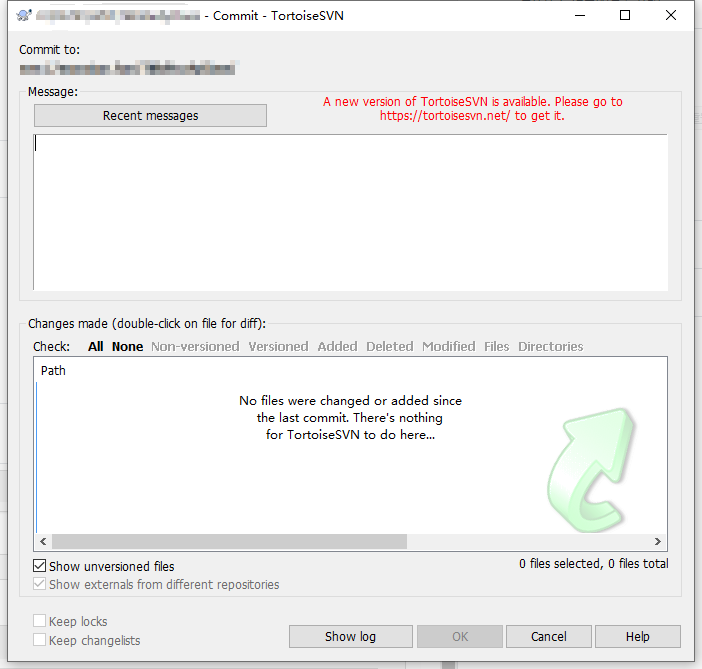 - Commit - TortoiseSVN
Commit to:
Message:
Recent messages
A new version of TortoiseSVN is available. Please go to
https://tortoisesvn.net/ to get it.
Changes made (double-click on file for diff):
Check: All None Non-versioned Versioned Added Deleted Modified Files Directories
Path
No files were changed or added since
the last commit. There's nothing
for TortoiseSVN to do here...
Show unversioned files
0 files selected, 0 files total
Show externals from different repositories
Keep locks
Keep changelists
Show log
OK
Cancel
Help